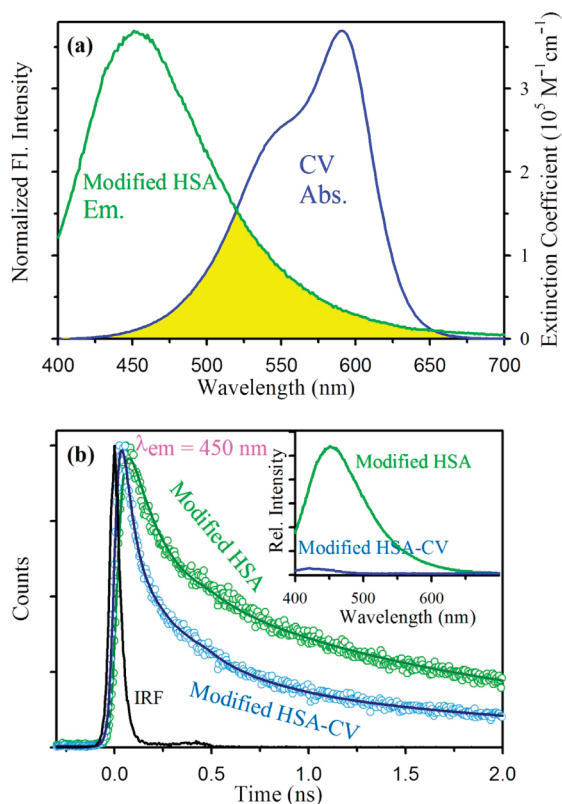 (a)
Normalized Fl. Intensity
Modified HSA
Em.
CV
Abs.
3
2
1
0
Extinction Coefficient (10⁵ M⁻¹cm⁻¹)
400 450 500 550 600 650 700
Wavelength (nm)
(b)
λem = 450 nm
Modified HSA
Modified HSA-CV
IRF
Counts
0.0 0.5 1.0 1.5 2.0
Time (ns)
Rel. Intensity
Modified HSA
Modified HSA-CV
400 500 600
Wavelength (nm)